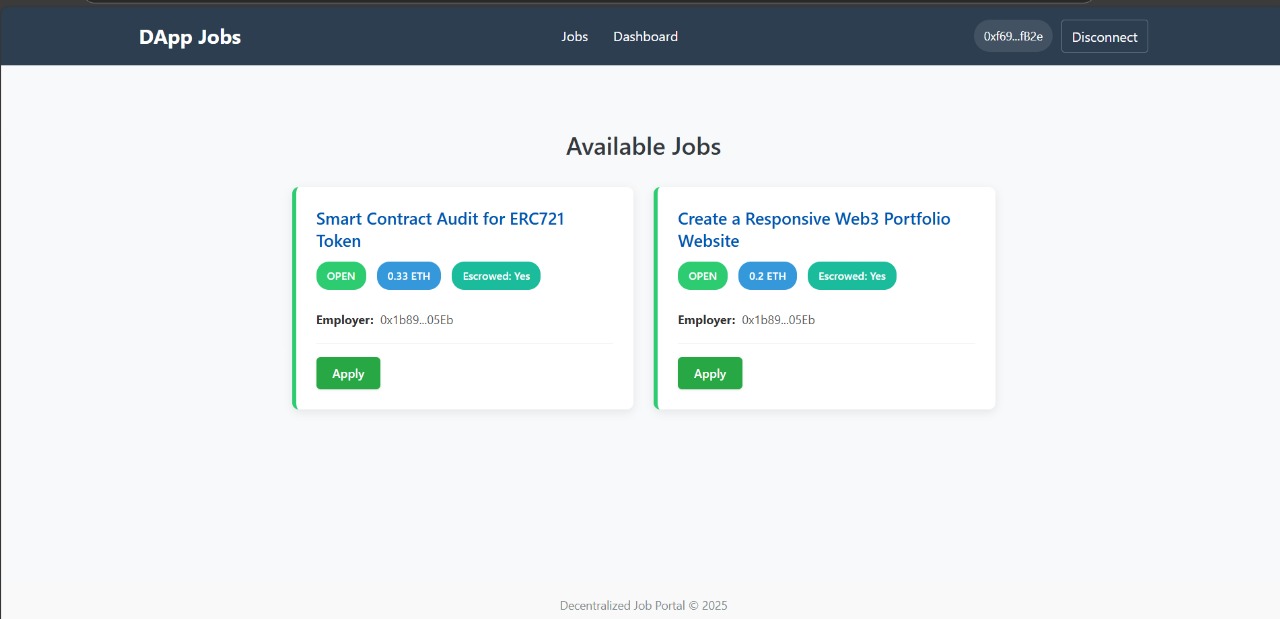 DApp Jobs Jobs Dashboard 0xf69...fB2e Disconnect
Available Jobs
Smart Contract Audit for ERC721
Token
OPEN 0.33 ETH Escrowed: Yes
Employer: 0x1b89...05Eb
Apply
Create a Responsive Web3 Portfolio
Website
OPEN 0.2 ETH Escrowed: Yes
Employer: 0x1b89...05Eb
Apply
Decentralized Job Portal © 2025